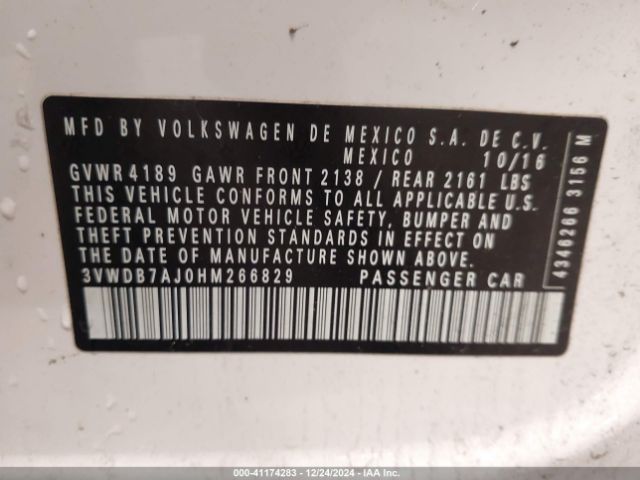 MFD BY VOLKSWAGEN DE MEXICO S.A. DE C.V.
MEXICO 10/16
GVWR 4189 GAWR FRONT 2138 / REAR 2161 LBS
THIS VEHICLE CONFORMS TO ALL APPLICABLE U.S.
FEDERAL MOTOR VEHICLE SAFETY, BUMPER AND
THEFT PREVENTION STANDARDS IN EFFECT ON
THE DATE OF MANUFACTURE SHOWN ABOVE.
3VWDB7AJ0HM266829 PASSENGER CAR
4346266 3156 M
000-41174283 - 12/24/2024 - IAA Inc.